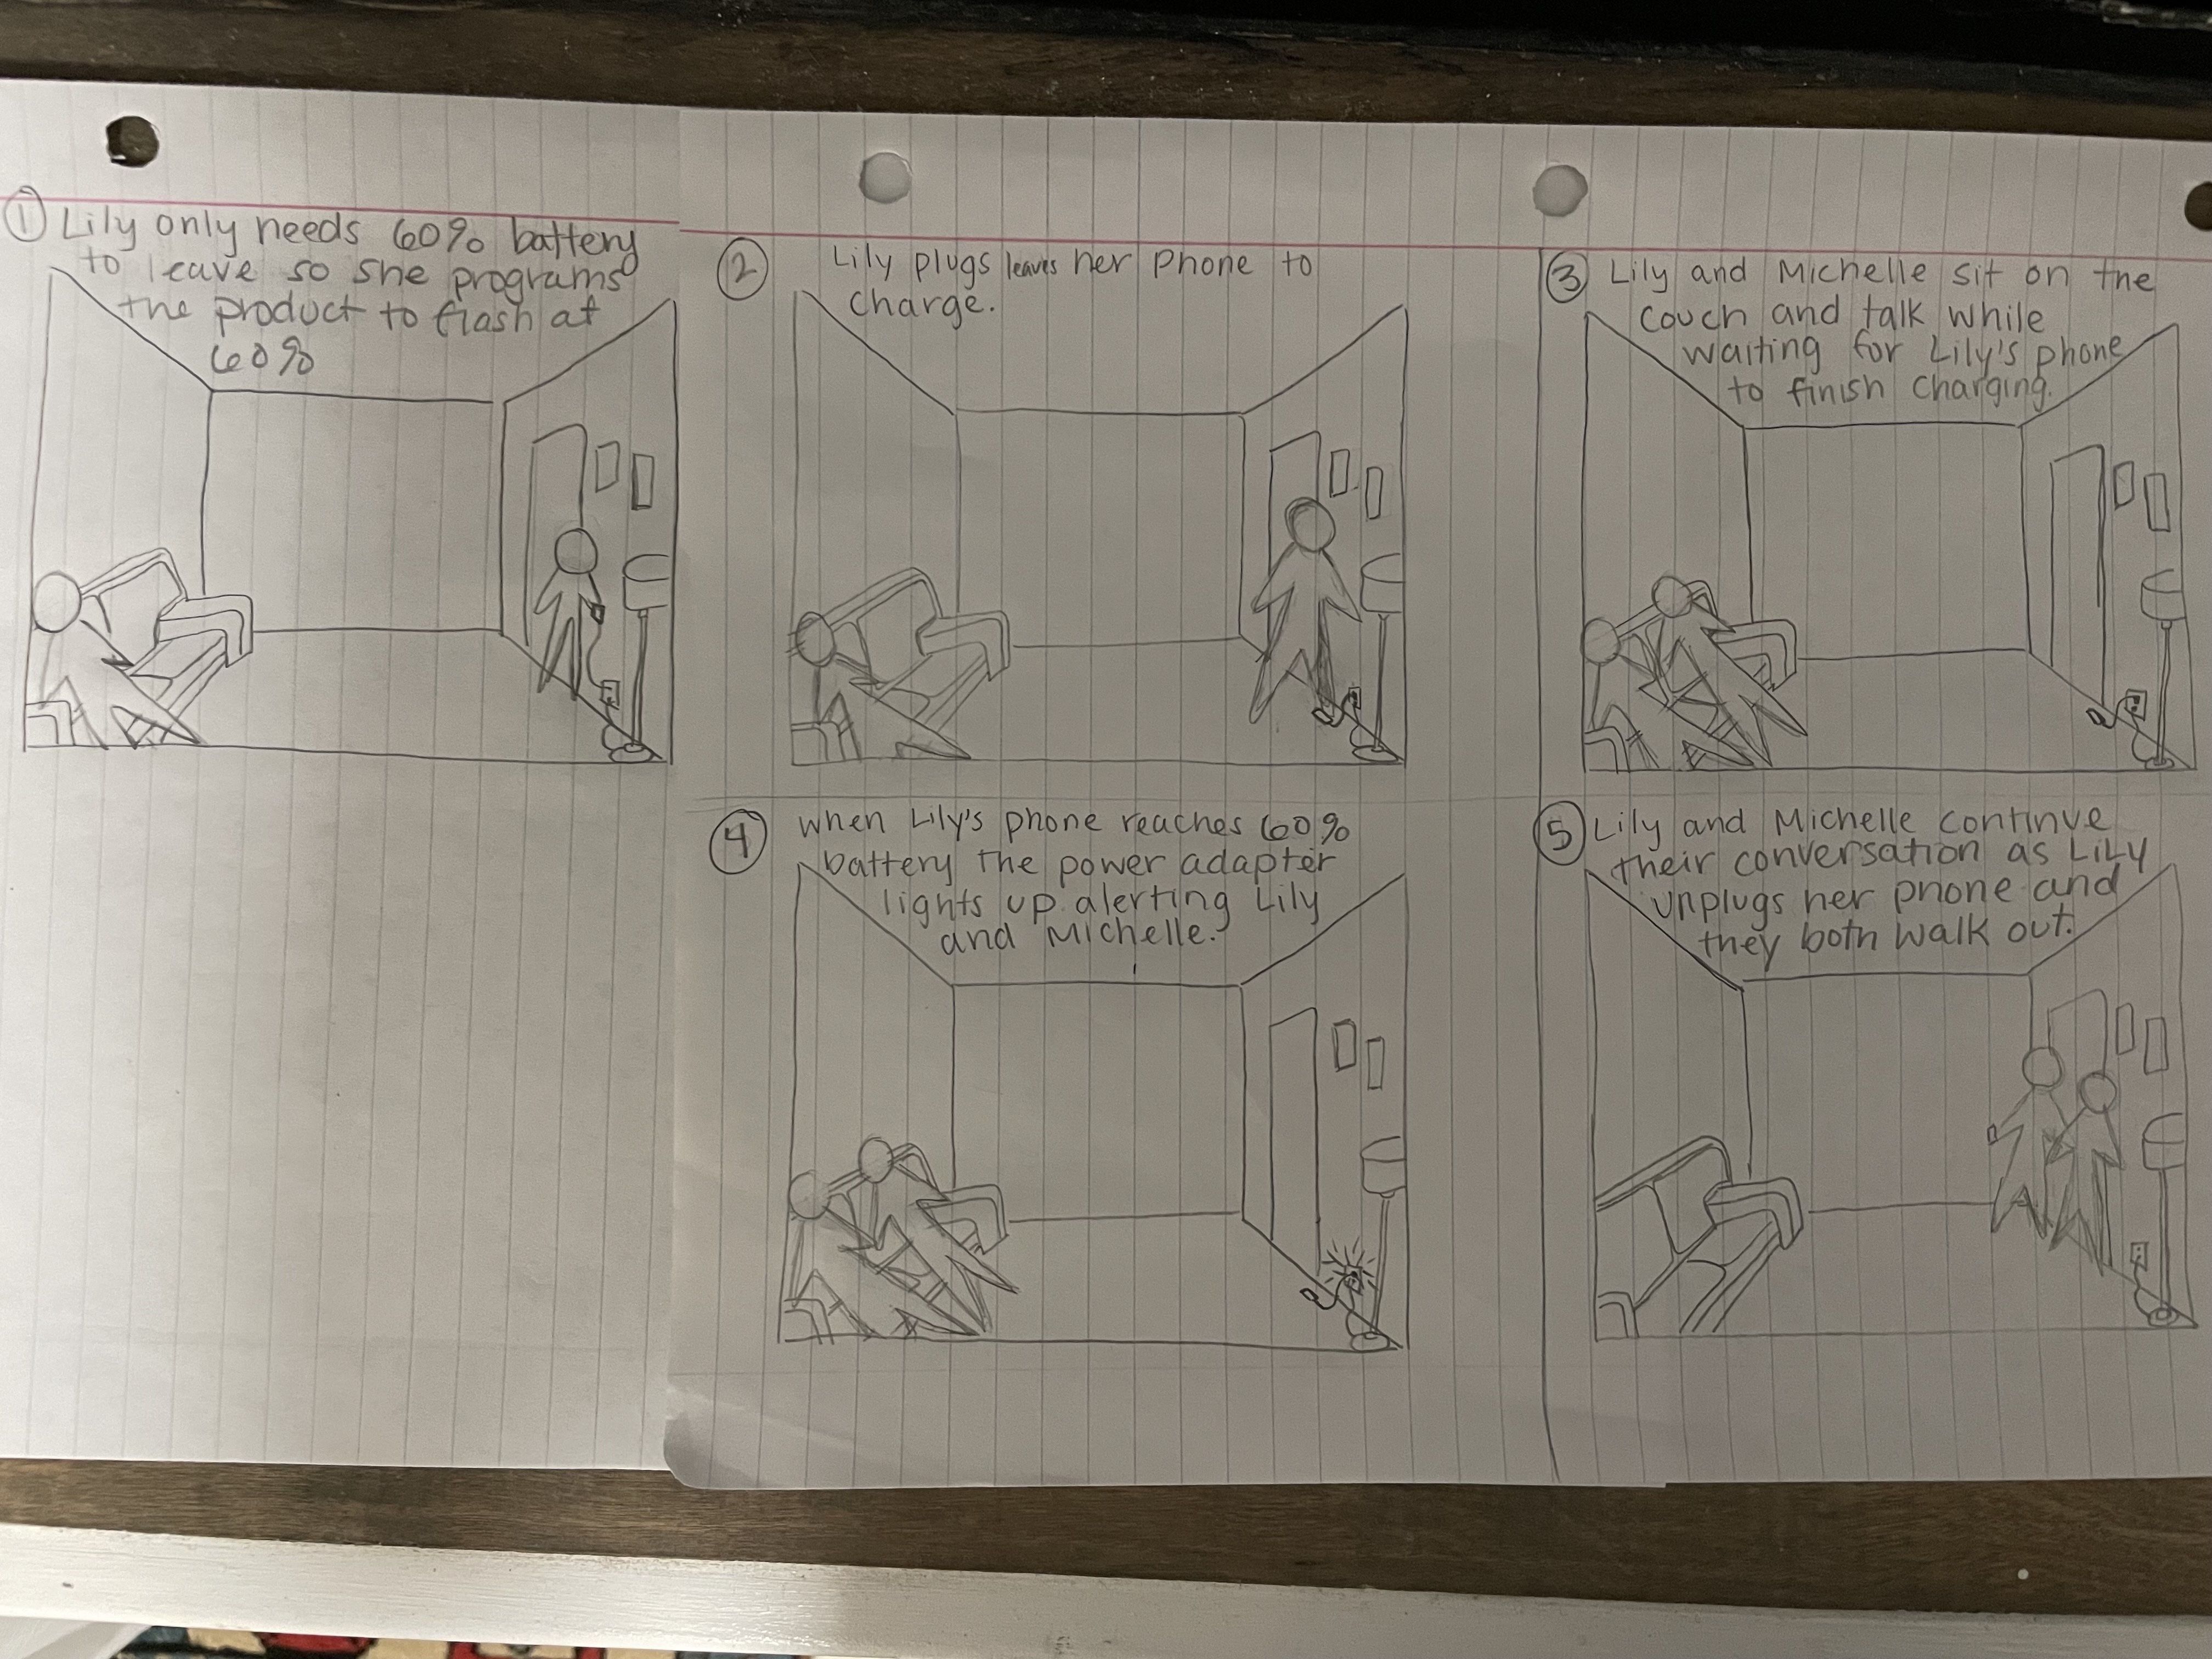 ① Lily only needs 60% battery
to leave so she programs
the product to flash at
60%
② Lily plugs leaves her phone to
charge.
③ Lily and Michelle sit on the
couch and talk while
waiting for Lily's phone
to finish charging.
④ when Lily's phone reaches 60%
battery the power adapter
lights up alerting Lily
and Michelle.
⑤ Lily and Michelle continue
their conversation as LiLy
unplugs her phone and
they both walk out.